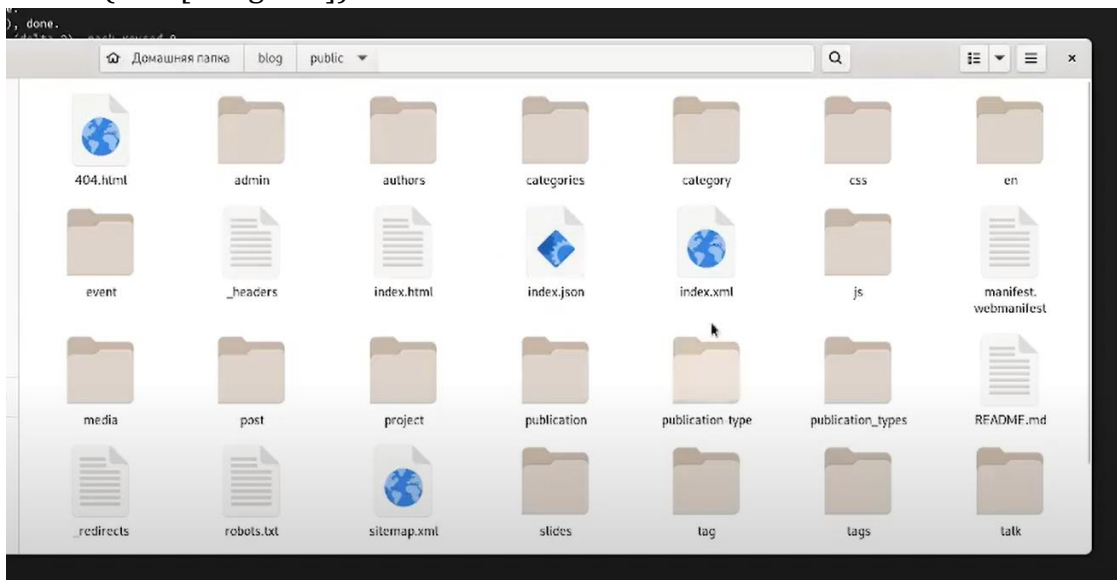 ), done.
Домашняя папка blog public
404.html admin authors categories category css en
event _headers index.html index.json index.xml js manifest.
webmanifest
media post project publication publication-type publication_types README.md
_redirects robots.txt sitemap.xml slides tag tags talk